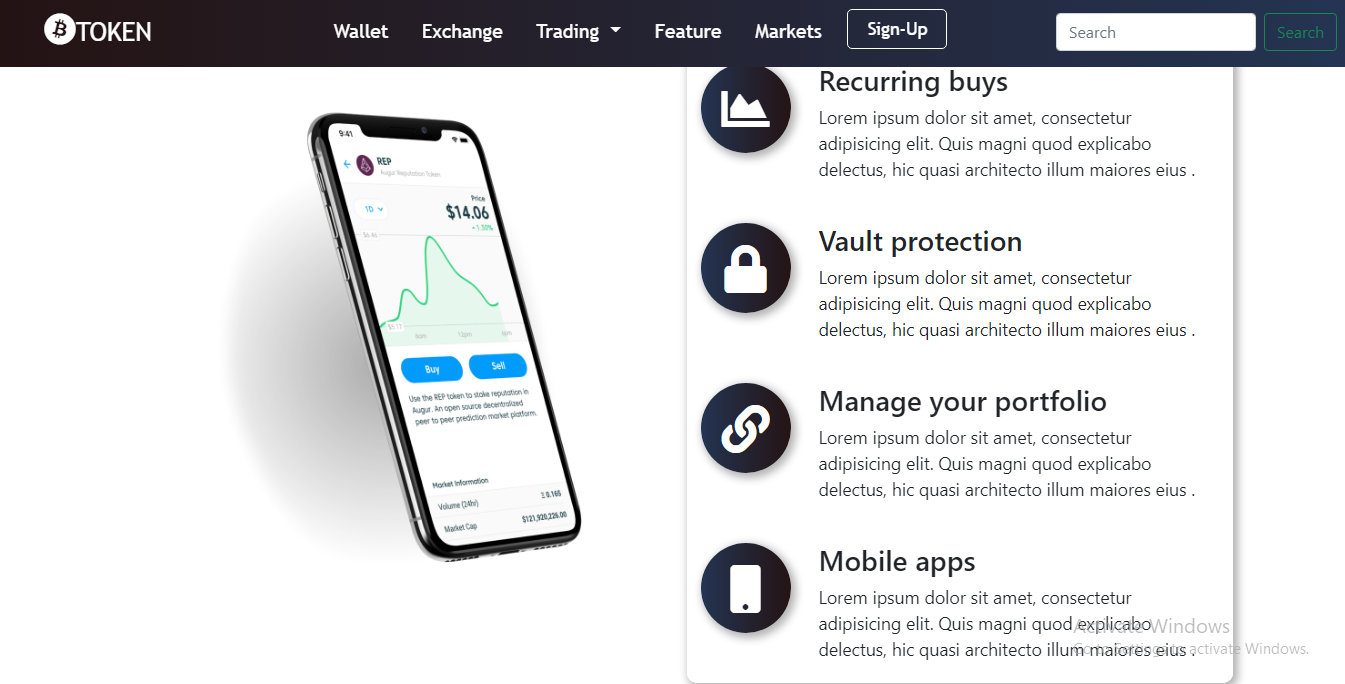 TOKEN
Wallet
Exchange
Trading
Feature
Markets
Sign-Up
Search
Search
9:41
REP
Augur Reputation Token
1D
Price
$14.06
1.30%
9am
12pm
6pm
Buy
Sell
Use the REP token to stake reputation in
Augur. An open source decentralized
peer to peer prediction market platform.
Market Information
Volume (24hr)
Ξ 0.165
Market Cap
$121,920,226.00
Recurring buys
Lorem ipsum dolor sit amet, consectetur
adipisicing elit. Quis magni quod explicabo
delectus, hic quasi architecto illum maiores eius .
Vault protection
Lorem ipsum dolor sit amet, consectetur
adipisicing elit. Quis magni quod explicabo
delectus, hic quasi architecto illum maiores eius .
Manage your portfolio
Lorem ipsum dolor sit amet, consectetur
adipisicing elit. Quis magni quod explicabo
delectus, hic quasi architecto illum maiores eius .
Mobile apps
Lorem ipsum dolor sit amet, consectetur
adipisicing elit. Quis magni quod explicabo
delectus, hic quasi architecto illum maiores eius .
Activate Windows
Go to Settings to activate Windows.